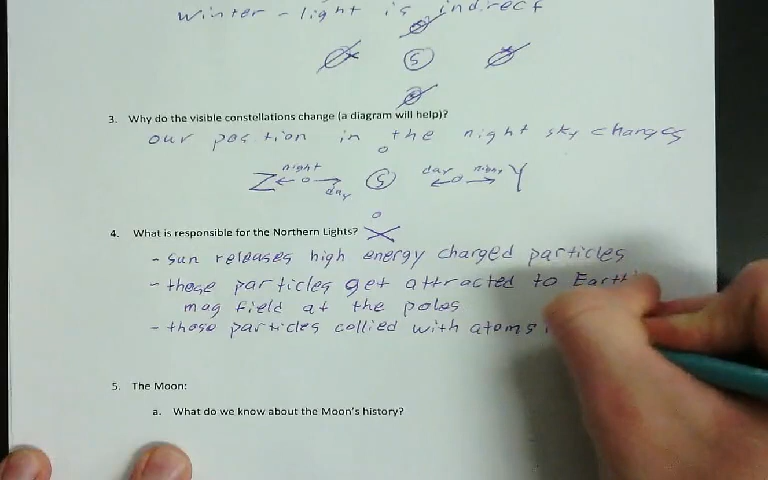 winter - light is indirect
S
3. Why do the visible constellations change (a diagram will help)?
our position in the night sky changes
Z night day S day night Y
4. What is responsible for the Northern Lights?
- sun releases high energy charged particles
- these particles get attracted to Earth
mag field at the poles
- those particles collied with atoms
5. The Moon:
a. What do we know about the Moon's history?